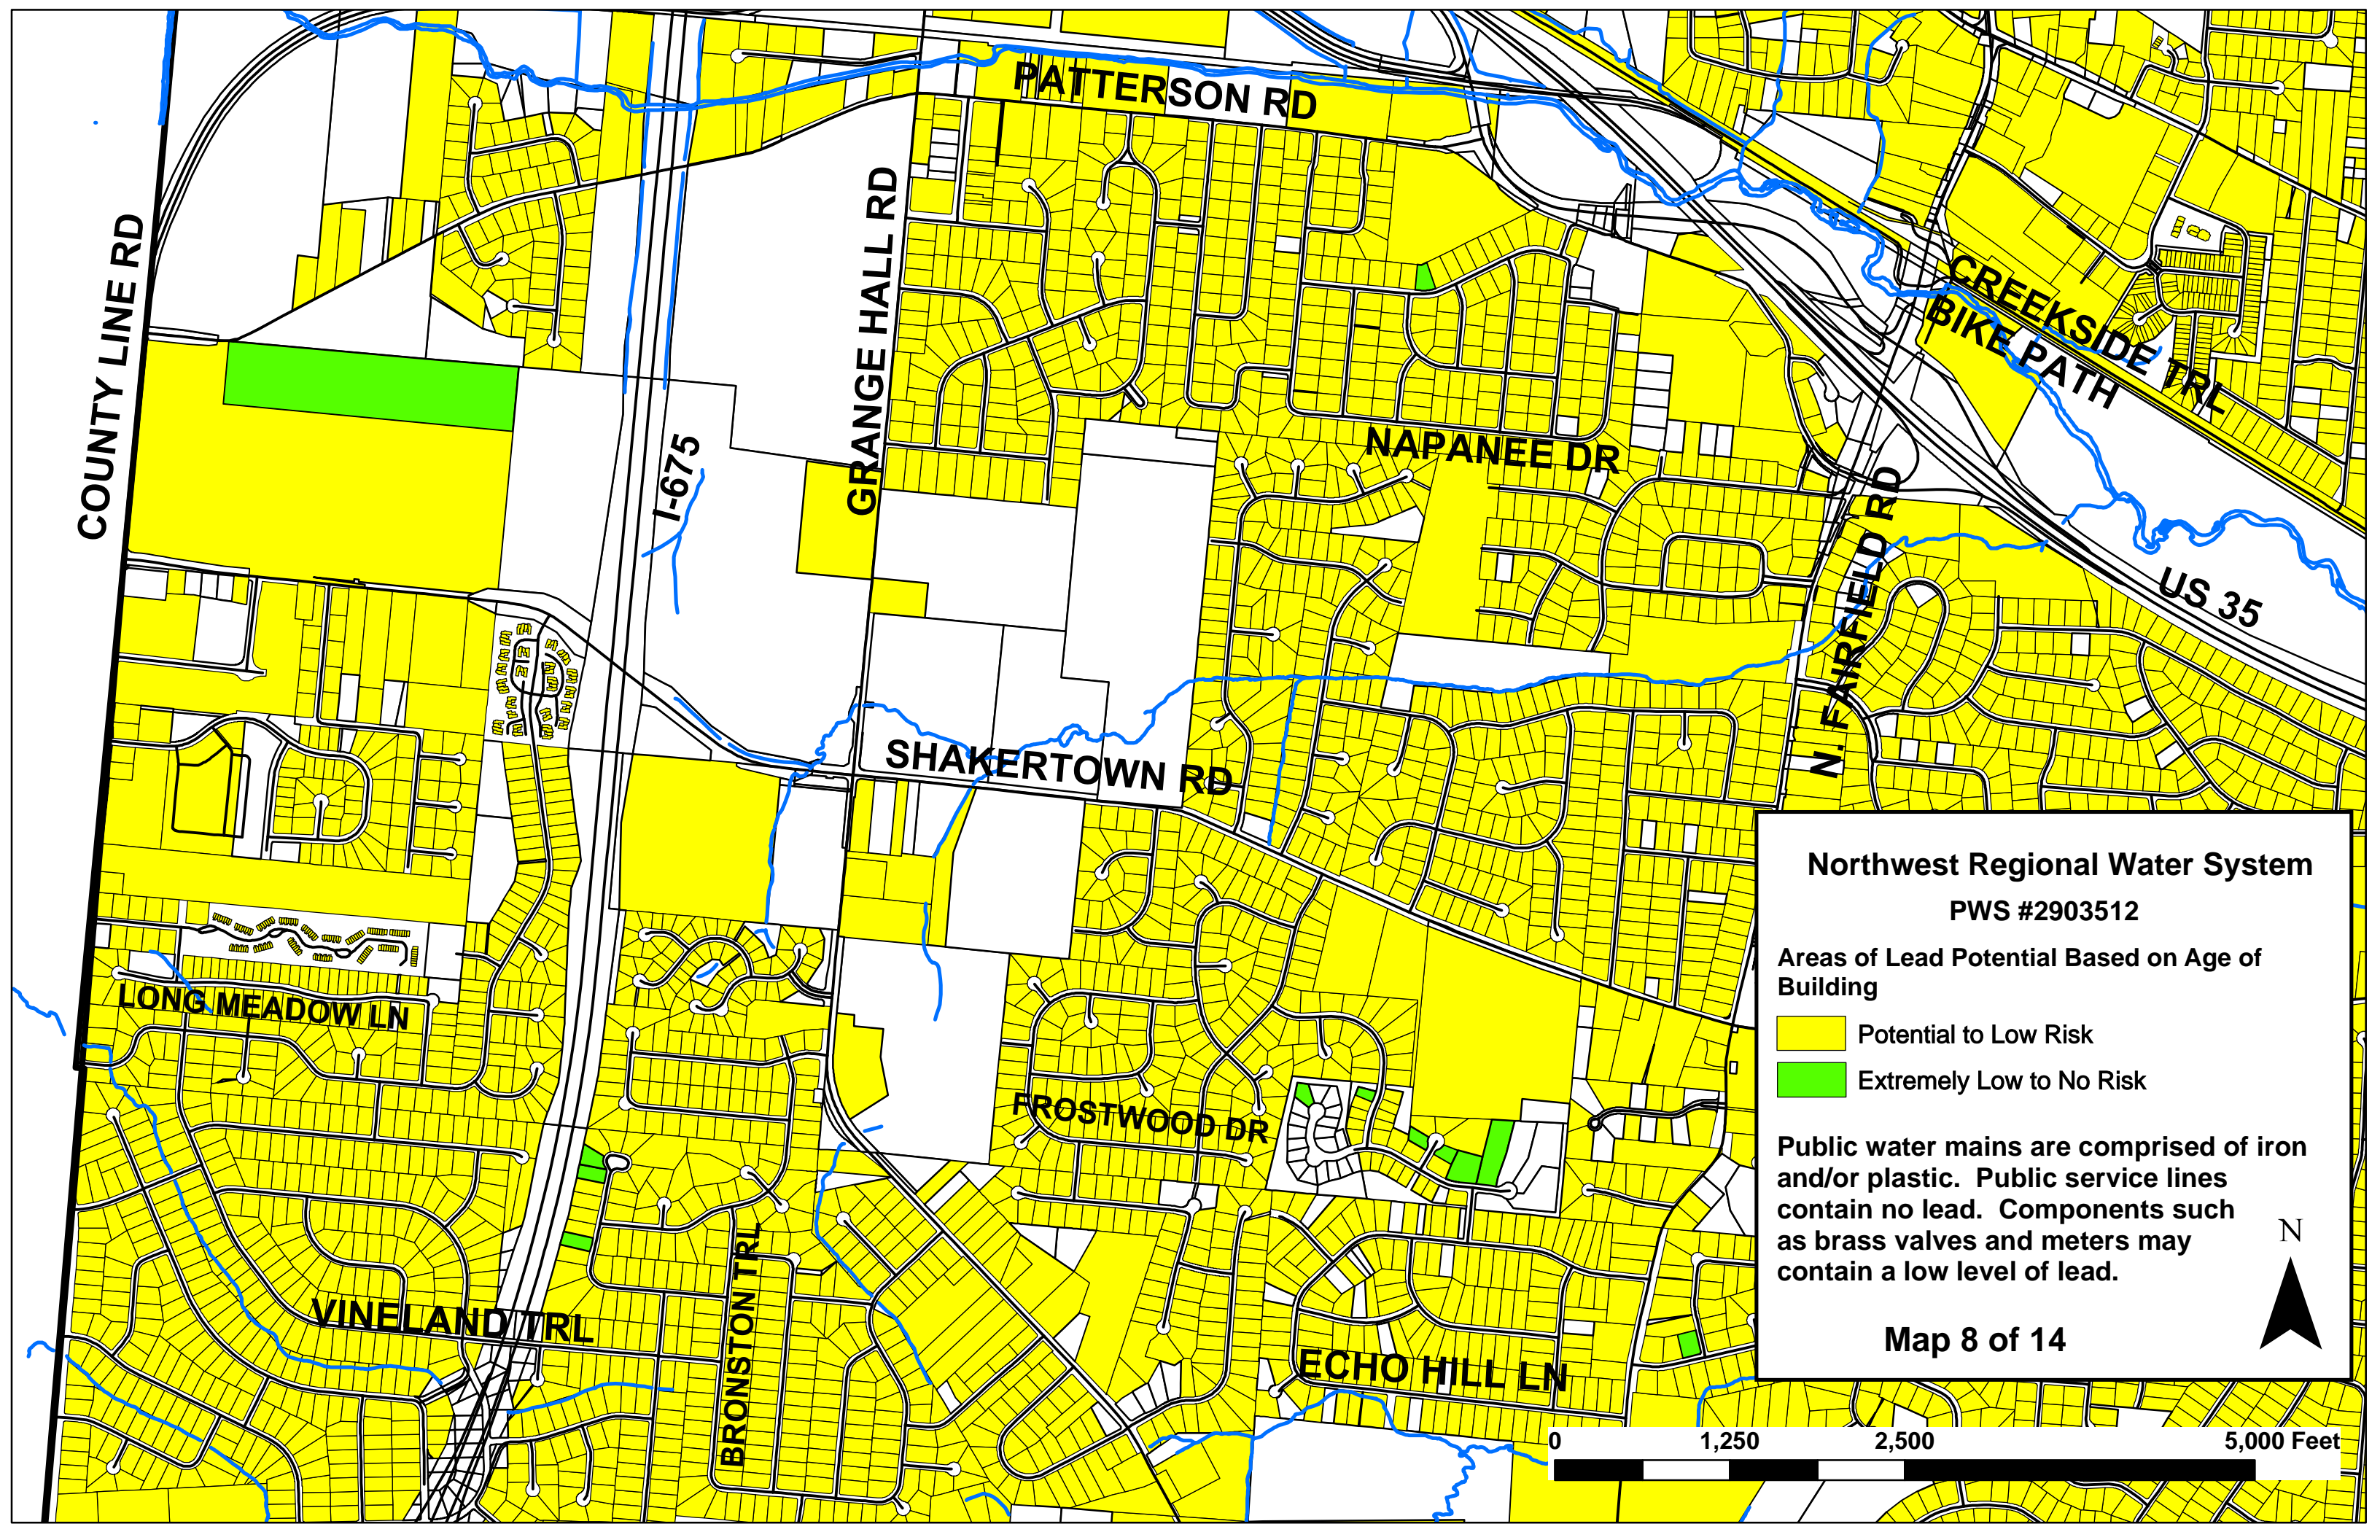 PATTERSON RD
COUNTY LINE RD
GRANGE HALL RD
I-675
CREEKSIDE TRL
BIKE PATH
NAPANEE DR
N. FAIRFIELD RD
US 35
SHAKERTOWN RD
LONG MEADOW LN
FROSTWOOD DR
VINELAND TRL
BRONSTON TRL
ECHO HILL LN
Northwest Regional Water System
PWS #2903512
Areas of Lead Potential Based on Age of
Building
Potential to Low Risk
Extremely Low to No Risk
Public water mains are comprised of iron
and/or plastic. Public service lines
contain no lead. Components such
as brass valves and meters may
contain a low level of lead.
N
Map 8 of 14
0 1,250 2,500 5,000 Feet